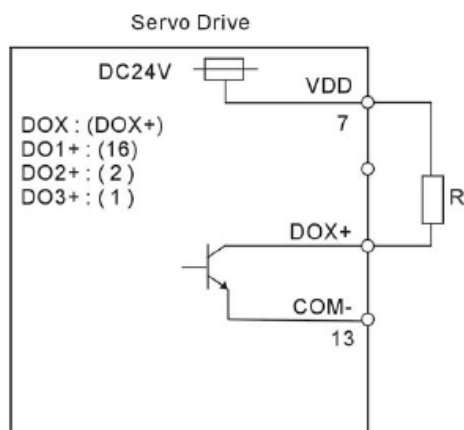 Servo Drive
DC24V
VDD
7
DOX : (DOX+)
DO1+ : (16)
DO2+ : ( 2 )
DO3+ : ( 1 )
R
DOX+
COM-
13